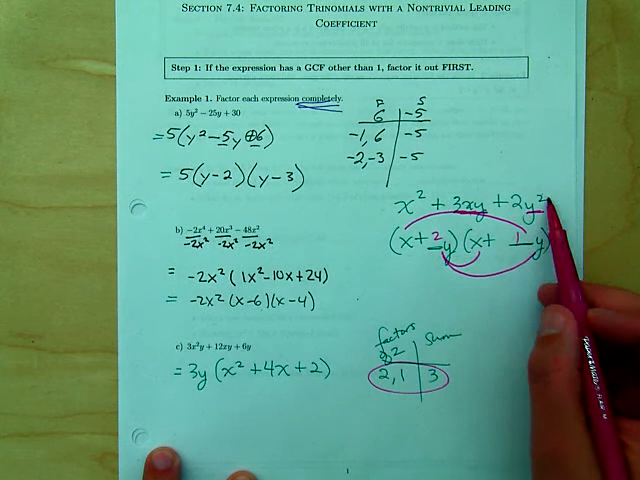 SECTION 7.4: FACTORING TRINOMIALS WITH A NONTRIVIAL LEADING
COEFFICIENT
Step 1: If the expression has a GCF other than 1, factor it out FIRST.
Example 1. Factor each expression completely.
a) 5y² − 25y + 30
= 5(y² − 5y ⊕ 6)
= 5(y − 2)(y − 3)
F S
6 −5
−1, 6 −5
−2, −3 −5
x² + 3xy + 2y²
(x + 2y)(x + 1y)
b) −2x⁴ + 20x³ − 48x²
−2x² −2x² −2x²
= −2x² (1x² − 10x + 24)
= −2x² (x − 6)(x − 4)
c) 3x²y + 12xy + 6y
= 3y (x² + 4x + 2)
factors of 2 sum
2, 1 3
1